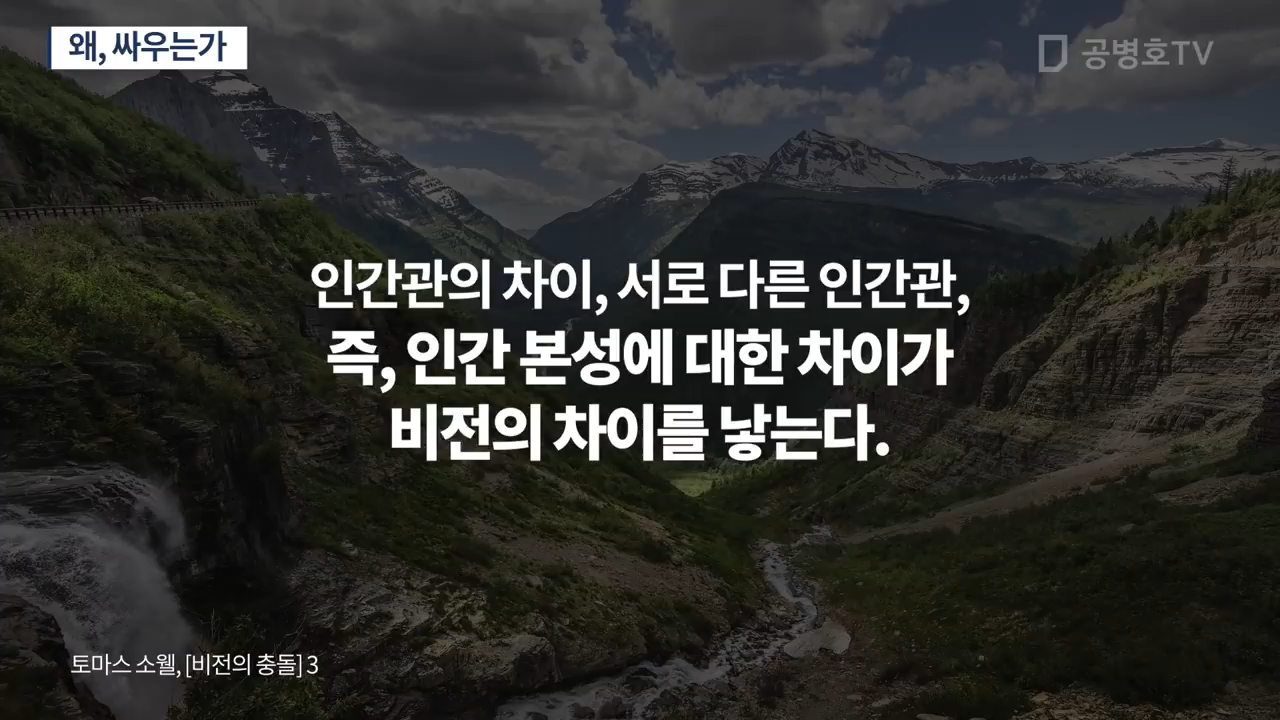 왜, 싸우는가
공병호TV
인간관의 차이, 서로 다른 인간관,
즉, 인간 본성에 대한 차이가
비전의 차이를 낳는다.
토마스 소웰, [비전의 충돌] 3